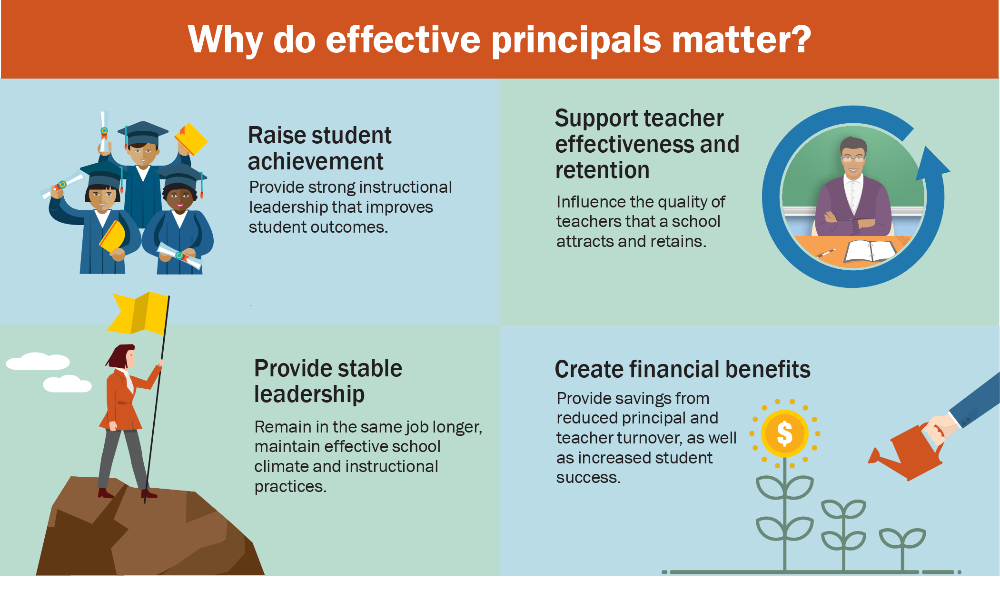 Why do effective principals matter?
Raise student
achievement
Provide strong instructional
leadership that improves
student outcomes.
Support teacher
effectiveness and
retention
Influence the quality of
teachers that a school
attracts and retains.
Provide stable
leadership
Remain in the same job longer,
maintain effective school
climate and instructional
practices.
Create financial benefits
Provide savings from
reduced principal and
teacher turnover, as well
as increased student
success.
$